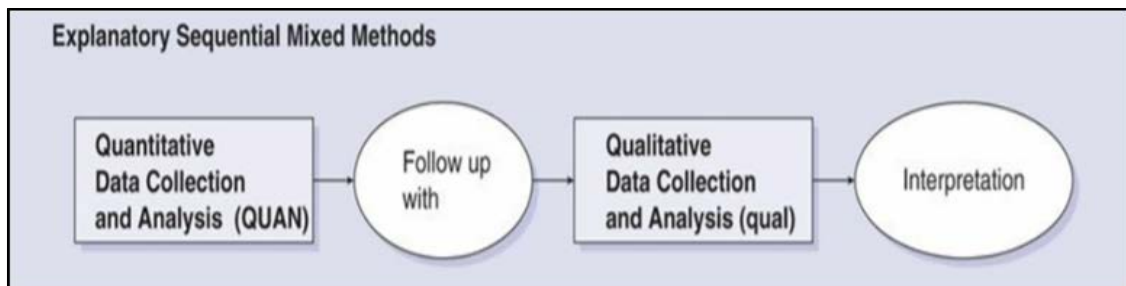 Explanatory Sequential Mixed Methods
Quantitative
Data Collection
and Analysis (QUAN)
Follow up
with
Qualitative
Data Collection
and Analysis (qual)
Interpretation